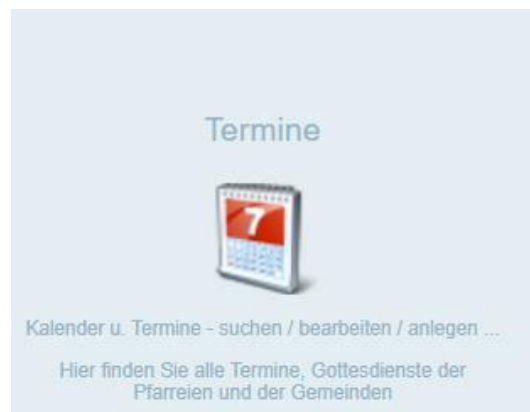 Termine
7
Kalender u. Termine - suchen / bearbeiten / anlegen ...
Hier finden Sie alle Termine, Gottesdienste der
Pfarreien und der Gemeinden